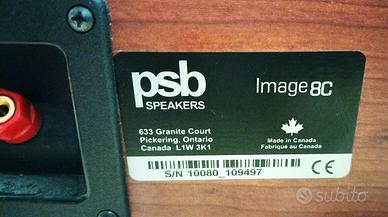 psb
SPEAKERS
Image 8C
633 Granite Court
Pickering, Ontario
Canada L1W 3K1
Made in Canada
Fabriqué au Canada
S/N 10080_109497
CE
subito